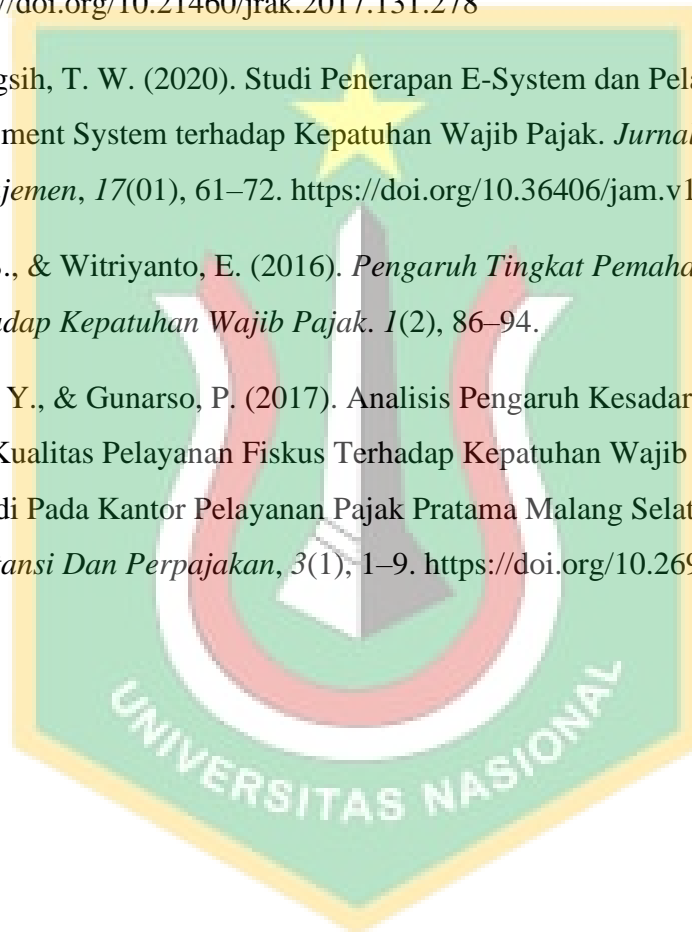 //doi.org/10.21460/jrak.2017.131.278
gsih, T. W. (2020). Studi Penerapan E-System dan Pela
ment System terhadap Kepatuhan Wajib Pajak. Jurnal
jemen, 17(01), 61–72. https://doi.org/10.36406/jam.v1
., & Witriyanto, E. (2016). Pengaruh Tingkat Pemaha
adap Kepatuhan Wajib Pajak. 1(2), 86–94.
Y., & Gunarso, P. (2017). Analisis Pengaruh Kesadar
Kualitas Pelayanan Fiskus Terhadap Kepatuhan Wajib
di Pada Kantor Pelayanan Pajak Pratama Malang Selat
ansi Dan Perpajakan, 3(1), 1–9. https://doi.org/10.269
UNIVERSITAS NASIONAL